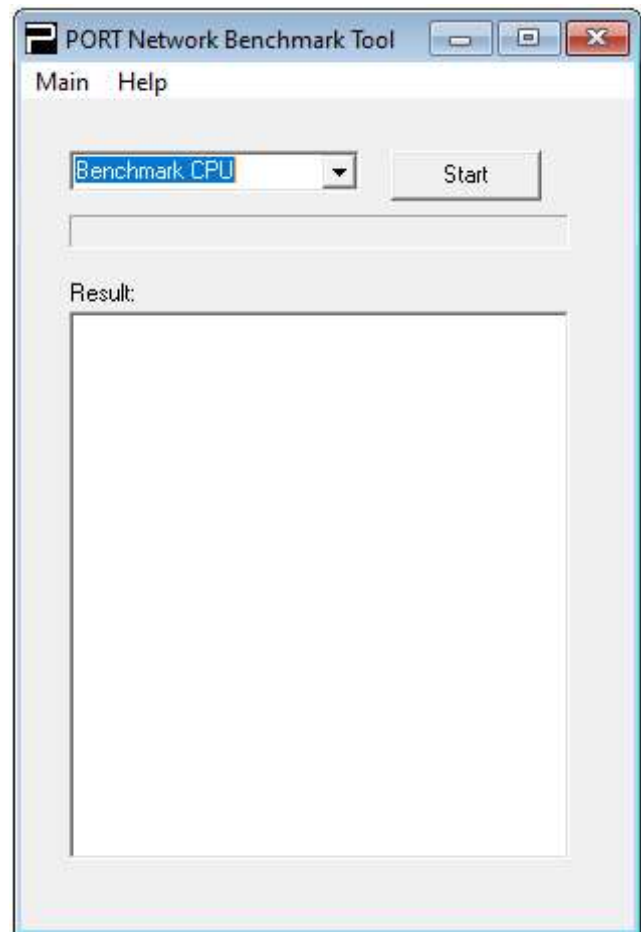 PORT Network Benchmark Tool
Main Help
Benchmark CPU
Start
Result: